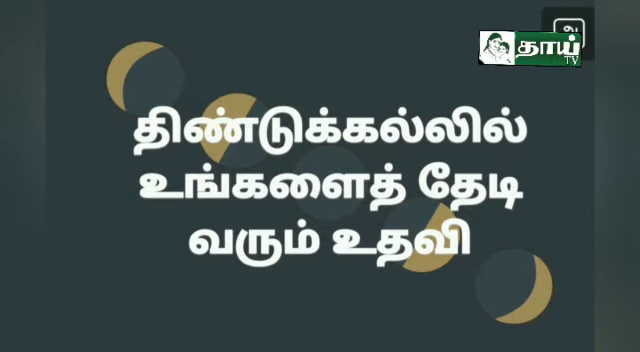 தாய்
TV
திண்டுக்கல்லில்
உங்களைத் தேடி
வரும் உதவி